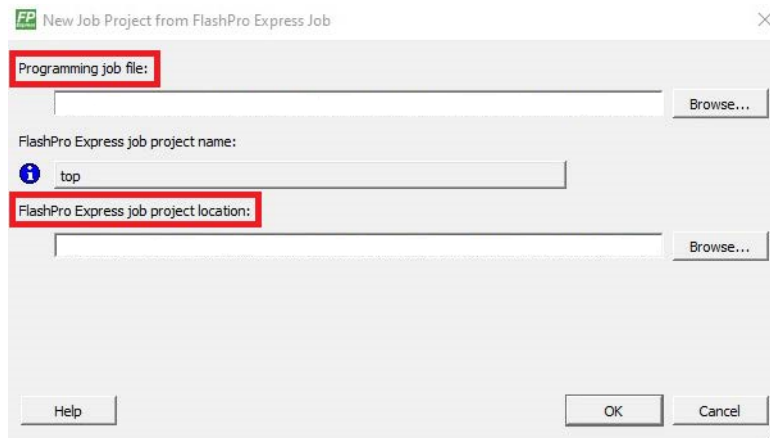 FP
Express
New Job Project from FlashPro Express Job
Programming job file:
Browse...
FlashPro Express job project name:
top
FlashPro Express job project location:
Browse...
Help
OK
Cancel